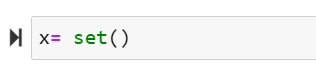 x= set()